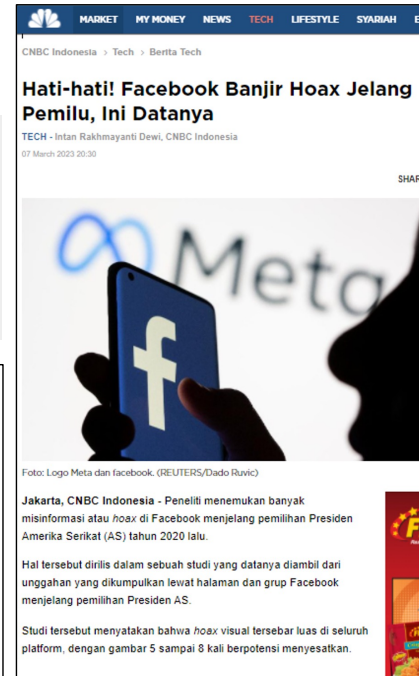 MARKET MY MONEY NEWS TECH LIFESTYLE SYARIAH
CNBC Indonesia > Tech > Berita Tech
Hati-hati! Facebook Banjir Hoax Jelang
Pemilu, Ini Datanya
TECH - Intan Rakhmayanti Dewi, CNBC Indonesia
07 March 2023 20:30
SHAR
Meta
f
Foto: Logo Meta dan facebook. (REUTERS/Dado Ruvic)
Jakarta, CNBC Indonesia - Peneliti menemukan banyak
misinformasi atau hoax di Facebook menjelang pemilihan Presiden
Amerika Serikat (AS) tahun 2020 lalu.
Hal tersebut dirilis dalam sebuah studi yang datanya diambil dari
unggahan yang dikumpulkan lewat halaman dan grup Facebook
menjelang pemilihan Presiden AS.
Studi tersebut menyatakan bahwa hoax visual tersebar luas di seluruh
platform, dengan gambar 5 sampai 8 kali berpotensi menyesatkan.